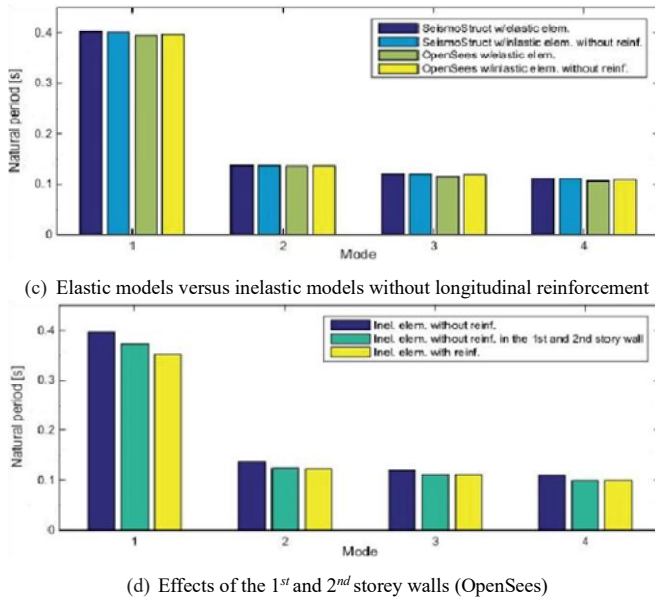 0.4
0.3
0.2
0.1
0
Natural period [s]
SeismoStruct w/elastic elem.
SeismoStruct w/inlastic elem. without reinf.
OpenSees w/elastic elem.
OpenSees w/inlastic elem. without reinf.
1 2 3 4
Mode
(c) Elastic models versus inelastic models without longitudinal reinforcement
0.4
0.3
0.2
0.1
0
Natural period [s]
Inel. elem. without reinf.
Inel. elem. without reinf. in the 1st and 2nd story wall
Inel. elem. with reinf.
1 2 3 4
Mode
(d) Effects of the 1st and 2nd storey walls (OpenSees)